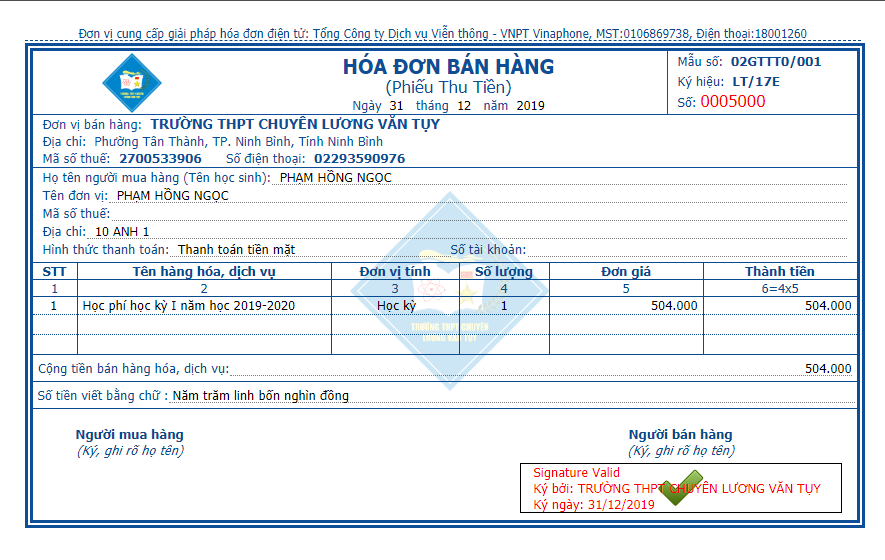 Đơn vị cung cấp giải pháp hóa đơn điện tử: Tổng Công ty Dịch vụ Viễn thông - VNPT Vinaphone, MST:0106869738, Điện thoại:18001260
HÓA ĐƠN BÁN HÀNG
(Phiếu Thu Tiền)
Ngày 31 tháng 12 năm 2019
Mẫu số: 02GTTT0/001
Ký hiệu: LT/17E
Số: 0005000
Đơn vị bán hàng: TRƯỜNG THPT CHUYÊN LƯƠNG VĂN TỤY
Địa chỉ: Phường Tân Thành, TP. Ninh Bình, Tỉnh Ninh Bình
Mã số thuế: 2700533906 Số điện thoại: 02293590976
Họ tên người mua hàng (Tên học sinh): PHẠM HỒNG NGỌC
Tên đơn vị: PHẠM HỒNG NGỌC
Mã số thuế:
Địa chỉ: 10 ANH 1
Hình thức thanh toán: Thanh toán tiền mặt Số tài khoản:
STT Tên hàng hóa, dịch vụ Đơn vị tính Số lượng Đơn giá Thành tiền
1 2 3 4 5 6=4x5
1 Học phí học kỳ I năm học 2019-2020 Học kỳ 1 504.000 504.000
TRƯỜNG THPT CHUYÊN
LƯƠNG VĂN TỤY
Cộng tiền bán hàng hóa, dịch vụ: 504.000
Số tiền viết bằng chữ : Năm trăm linh bốn nghìn đồng
Người mua hàng
(Ký, ghi rõ họ tên)
Người bán hàng
(Ký, ghi rõ họ tên)
Signature Valid
Ký bởi: TRƯỜNG THPT CHUYÊN LƯƠNG VĂN TỤY
Ký ngày: 31/12/2019